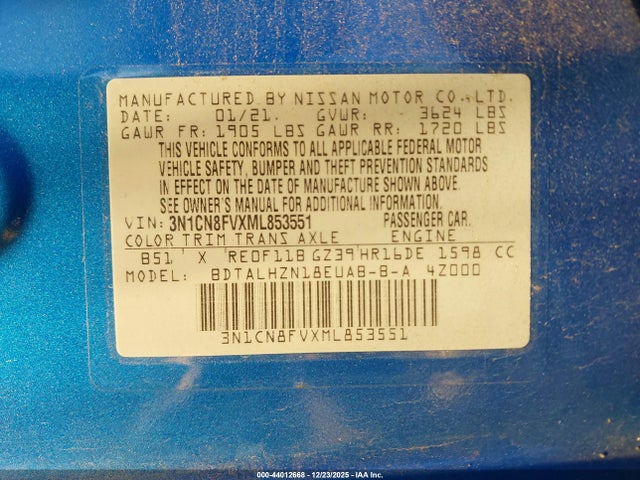 MANUFACTURED BY NISSAN MOTOR CO., LTD.
DATE: 01/21. GVWR: 3624 LBS
GAWR FR: 1905 LBS GAWR RR: 1720 LBS
THIS VEHICLE CONFORMS TO ALL APPLICABLE FEDERAL MOTOR
VEHICLE SAFETY, BUMPER, AND THEFT PREVENTION STANDARDS
IN EFFECT ON THE DATE OF MANUFACTURE SHOWN ABOVE.
SEE OWNER'S MANUAL FOR ADDITIONAL INFORMATION.
VIN: 3N1CN8FVXML853551 PASSENGER CAR.
COLOR TRIM TRANS AXLE ENGINE
B51 X RE0F11B GZ39 HR16DE 1598 CC
MODEL: BDTALHZN18EUAB-B-A 4Z000
3N1CN8FVXML853551
000-44012668 - 12/23/2025 - IAA Inc.